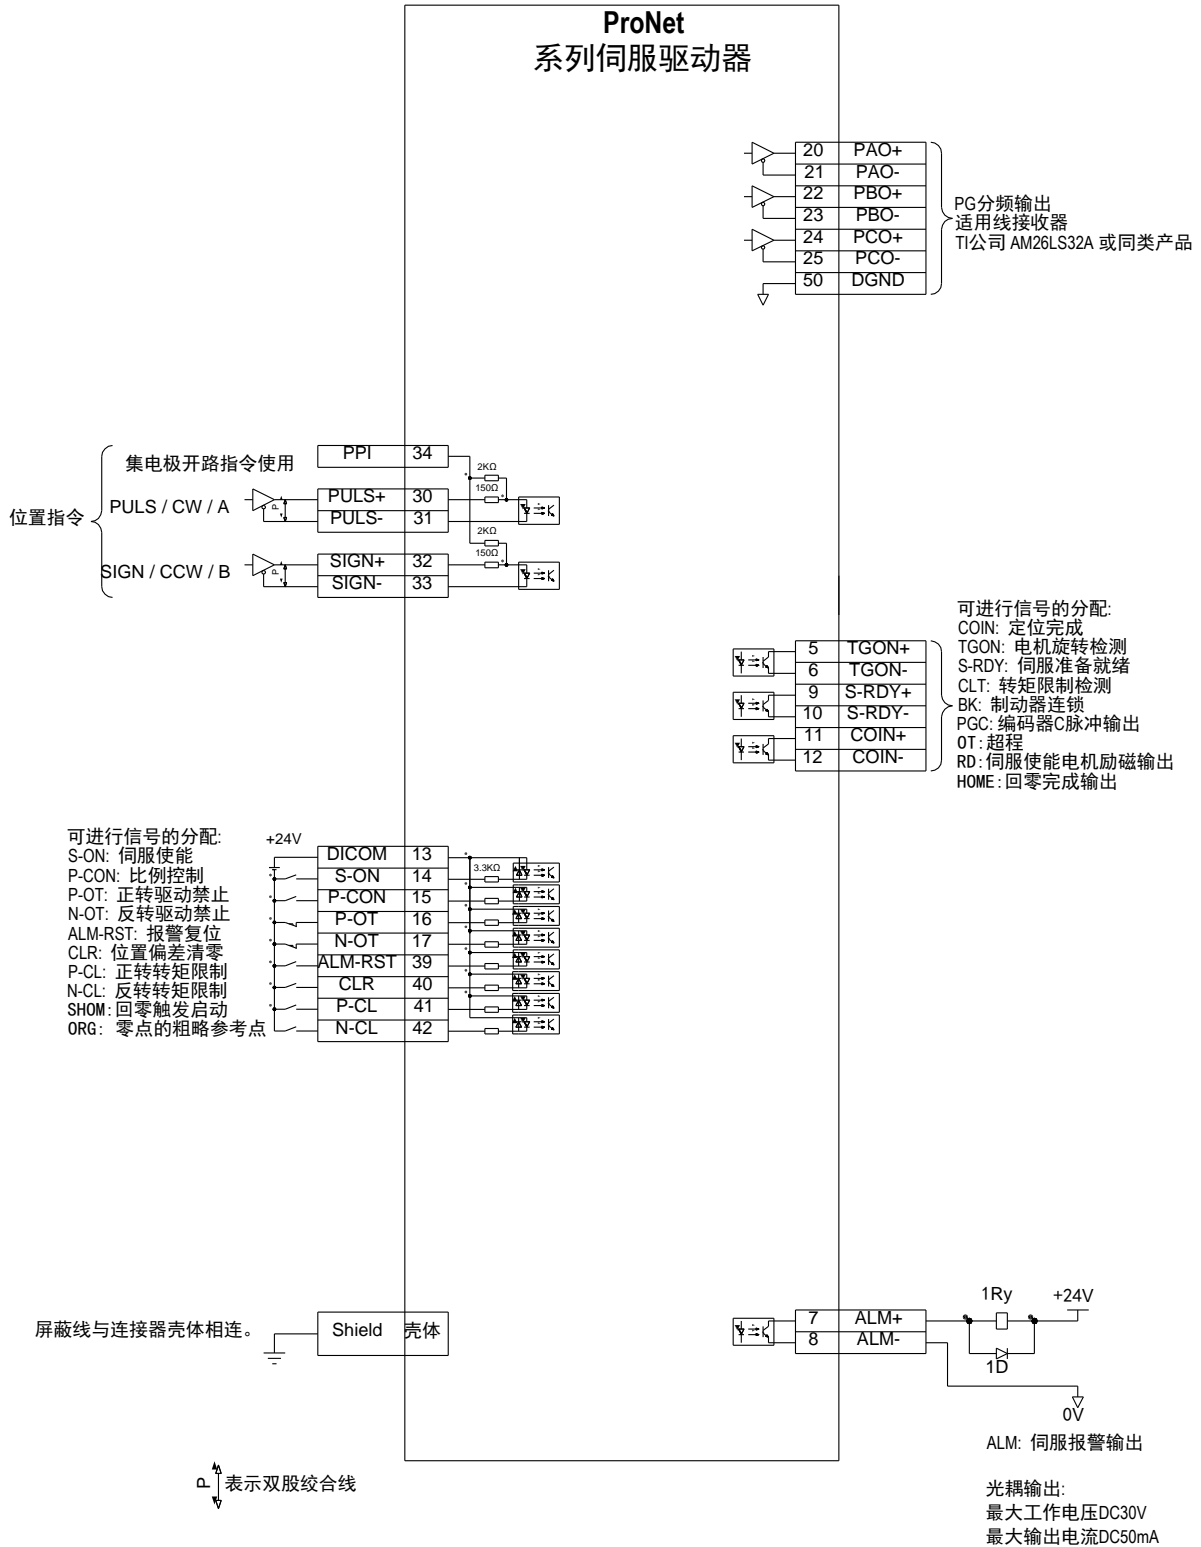 ProNet
系列伺服驱动器
20 PAO+
21 PAO-
22 PBO+
23 PBO-
24 PCO+
25 PCO-
50 DGND
PG分频输出
适用线接收器
TI公司 AM26LS32A 或同类产品
位置指令
集电极开路指令使用
PULS / CW / A
SIGN / CCW / B
P
P
PPI 34
PULS+ 30
PULS- 31
SIGN+ 32
SIGN- 33
2KΩ
150Ω
2KΩ
150Ω
5 TGON+
6 TGON-
9 S-RDY+
10 S-RDY-
11 COIN+
12 COIN-
可进行信号的分配:
COIN: 定位完成
TGON: 电机旋转检测
S-RDY: 伺服准备就绪
CLT: 转矩限制检测
BK: 制动器连锁
PGC: 编码器C脉冲输出
OT:超程
RD:伺服使能电机励磁输出
HOME:回零完成输出
可进行信号的分配:
S-ON: 伺服使能
P-CON: 比例控制
P-OT: 正转驱动禁止
N-OT: 反转驱动禁止
ALM-RST: 报警复位
CLR: 位置偏差清零
P-CL: 正转转矩限制
N-CL: 反转转矩限制
SHOM:回零触发启动
ORG: 零点的粗略参考点
+24V
DICOM 13
S-ON 14
P-CON 15
P-OT 16
N-OT 17
ALM-RST 39
CLR 40
P-CL 41
N-CL 42
3.3KΩ
屏蔽线与连接器壳体相连。
Shield 壳体
7 ALM+
8 ALM-
1Ry
+24V
1D
0V
ALM: 伺服报警输出
P 表示双股绞合线
光耦输出:
最大工作电压DC30V
最大输出电流DC50mA